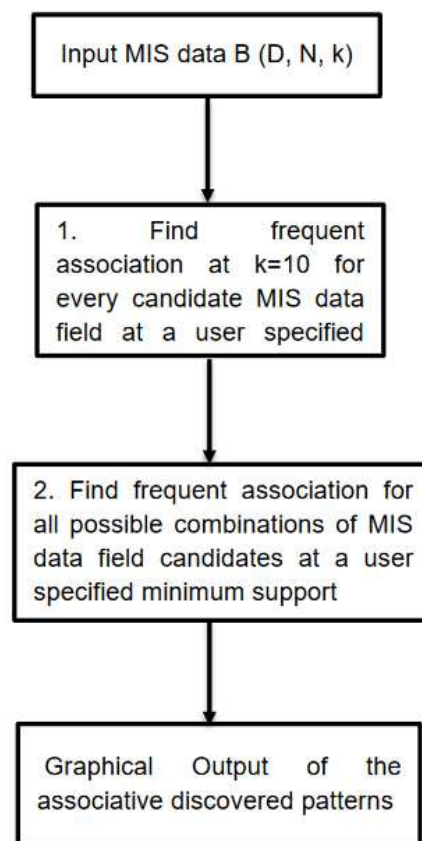 Input MIS data B (D, N, k)
1. Find frequent
association at k=10 for
every candidate MIS data
field at a user specified
2. Find frequent association for
all possible combinations of MIS
data field candidates at a user
specified minimum support
Graphical Output of the
associative discovered patterns